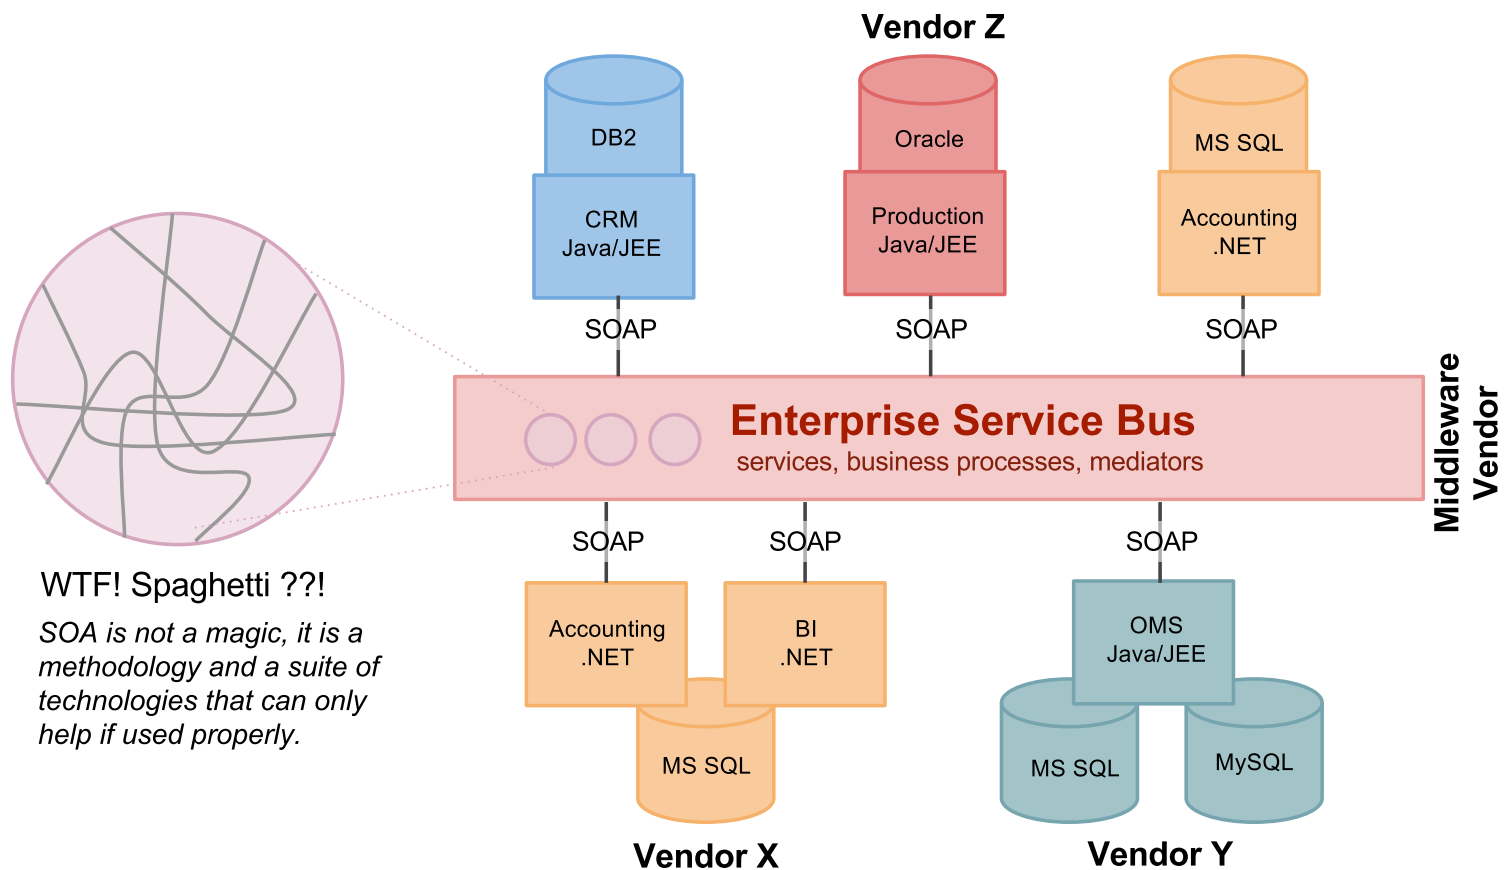 Vendor Z
DB2
Oracle
MS SQL
CRM
Java/JEE
Production
Java/JEE
Accounting
.NET
SOAP
SOAP
SOAP
Enterprise Service Bus
services, business processes, mediators
Middleware
Vendor
SOAP
SOAP
SOAP
WTF! Spaghetti ??!
SOA is not a magic, it is a
methodology and a suite of
technologies that can only
help if used properly.
Accounting
.NET
BI
.NET
OMS
Java/JEE
MS SQL
MS SQL
MySQL
Vendor X
Vendor Y